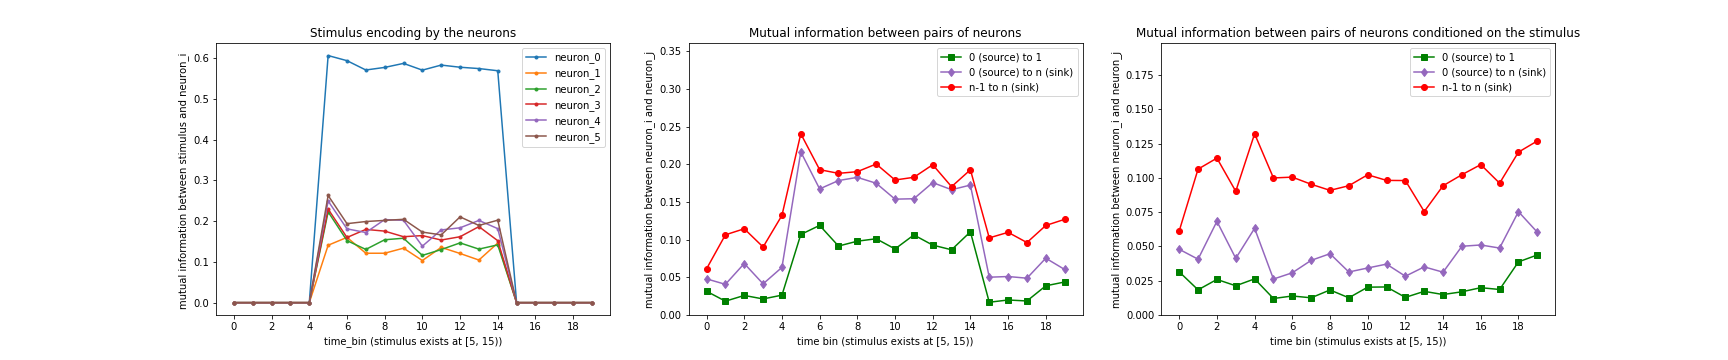 Stimulus encoding by the neurons
mutual information between stimulus and neuron_i
0.6
0.5
0.4
0.3
0.2
0.1
0.0
neuron_0
neuron_1
neuron_2
neuron_3
neuron_4
neuron_5
0 2 4 6 8 10 12 14 16 18
time_bin (stimulus exists at [5, 15))
Mutual information between pairs of neurons
mutual information between neuron_i and neuron_j
0.35
0.30
0.25
0.20
0.15
0.10
0.05
0.00
0 (source) to 1
0 (source) to n (sink)
n-1 to n (sink)
0 2 4 6 8 10 12 14 16 18
time bin (stimulus exists at [5, 15))
Mutual information between pairs of neurons conditioned on the stimulus
mutual information between neuron_i and neuron_j
0.175
0.150
0.125
0.100
0.075
0.050
0.025
0.000
0 (source) to 1
0 (source) to n (sink)
n-1 to n (sink)
0 2 4 6 8 10 12 14 16 18
time bin (stimulus exists at [5, 15))